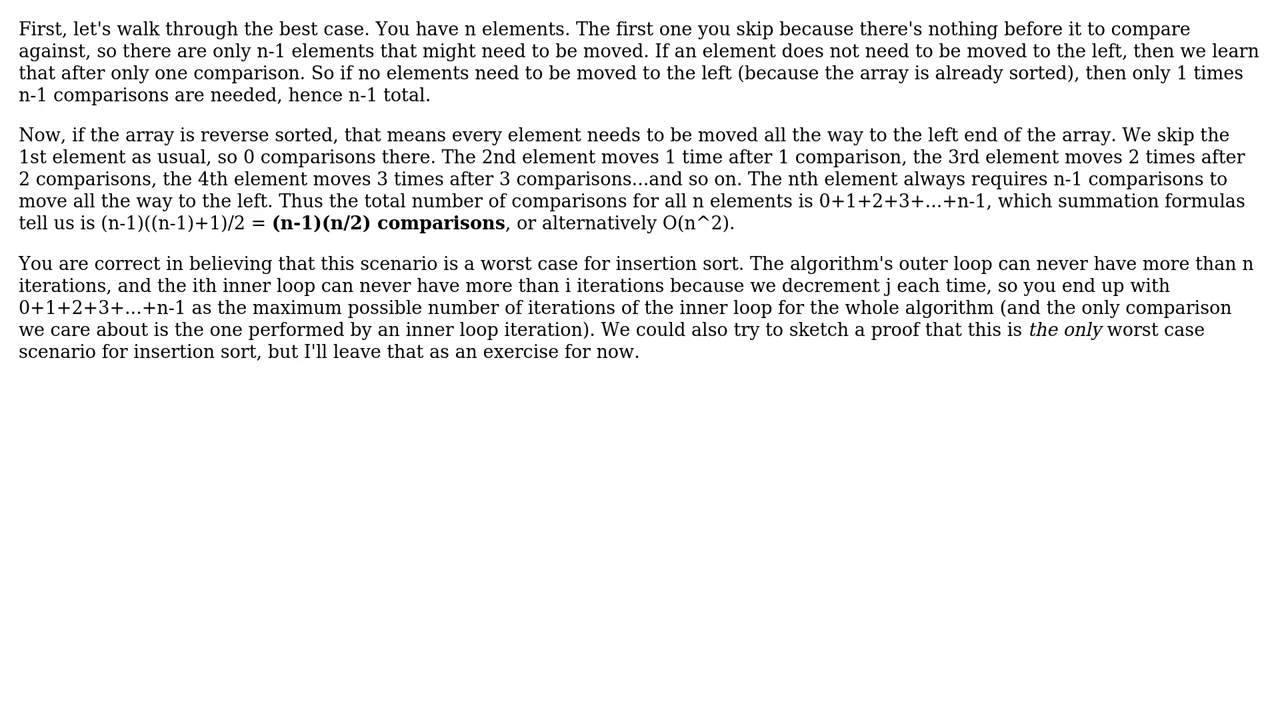 First, let's walk through the best case. You have n elements. The first one you skip because there's nothing before it to compare
against, so there are only n-1 elements that might need to be moved. If an element does not need to be moved to the left, then we learn
that after only one comparison. So if no elements need to be moved to the left (because the array is already sorted), then only 1 times
n-1 comparisons are needed, hence n-1 total.
Now, if the array is reverse sorted, that means every element needs to be moved all the way to the left end of the array. We skip the
1st element as usual, so 0 comparisons there. The 2nd element moves 1 time after 1 comparison, the 3rd element moves 2 times after
2 comparisons, the 4th element moves 3 times after 3 comparisons...and so on. The nth element always requires n-1 comparisons to
move all the way to the left. Thus the total number of comparisons for all n elements is 0+1+2+3+...+n-1, which summation formulas
tell us is (n-1)((n-1)+1)/2 = (n-1)(n/2) comparisons, or alternatively O(n^2).
You are correct in believing that this scenario is a worst case for insertion sort. The algorithm's outer loop can never have more than n
iterations, and the ith inner loop can never have more than i iterations because we decrement j each time, so you end up with
0+1+2+3+...+n-1 as the maximum possible number of iterations of the inner loop for the whole algorithm (and the only comparison
we care about is the one performed by an inner loop iteration). We could also try to sketch a proof that this is the only worst case
scenario for insertion sort, but I'll leave that as an exercise for now.